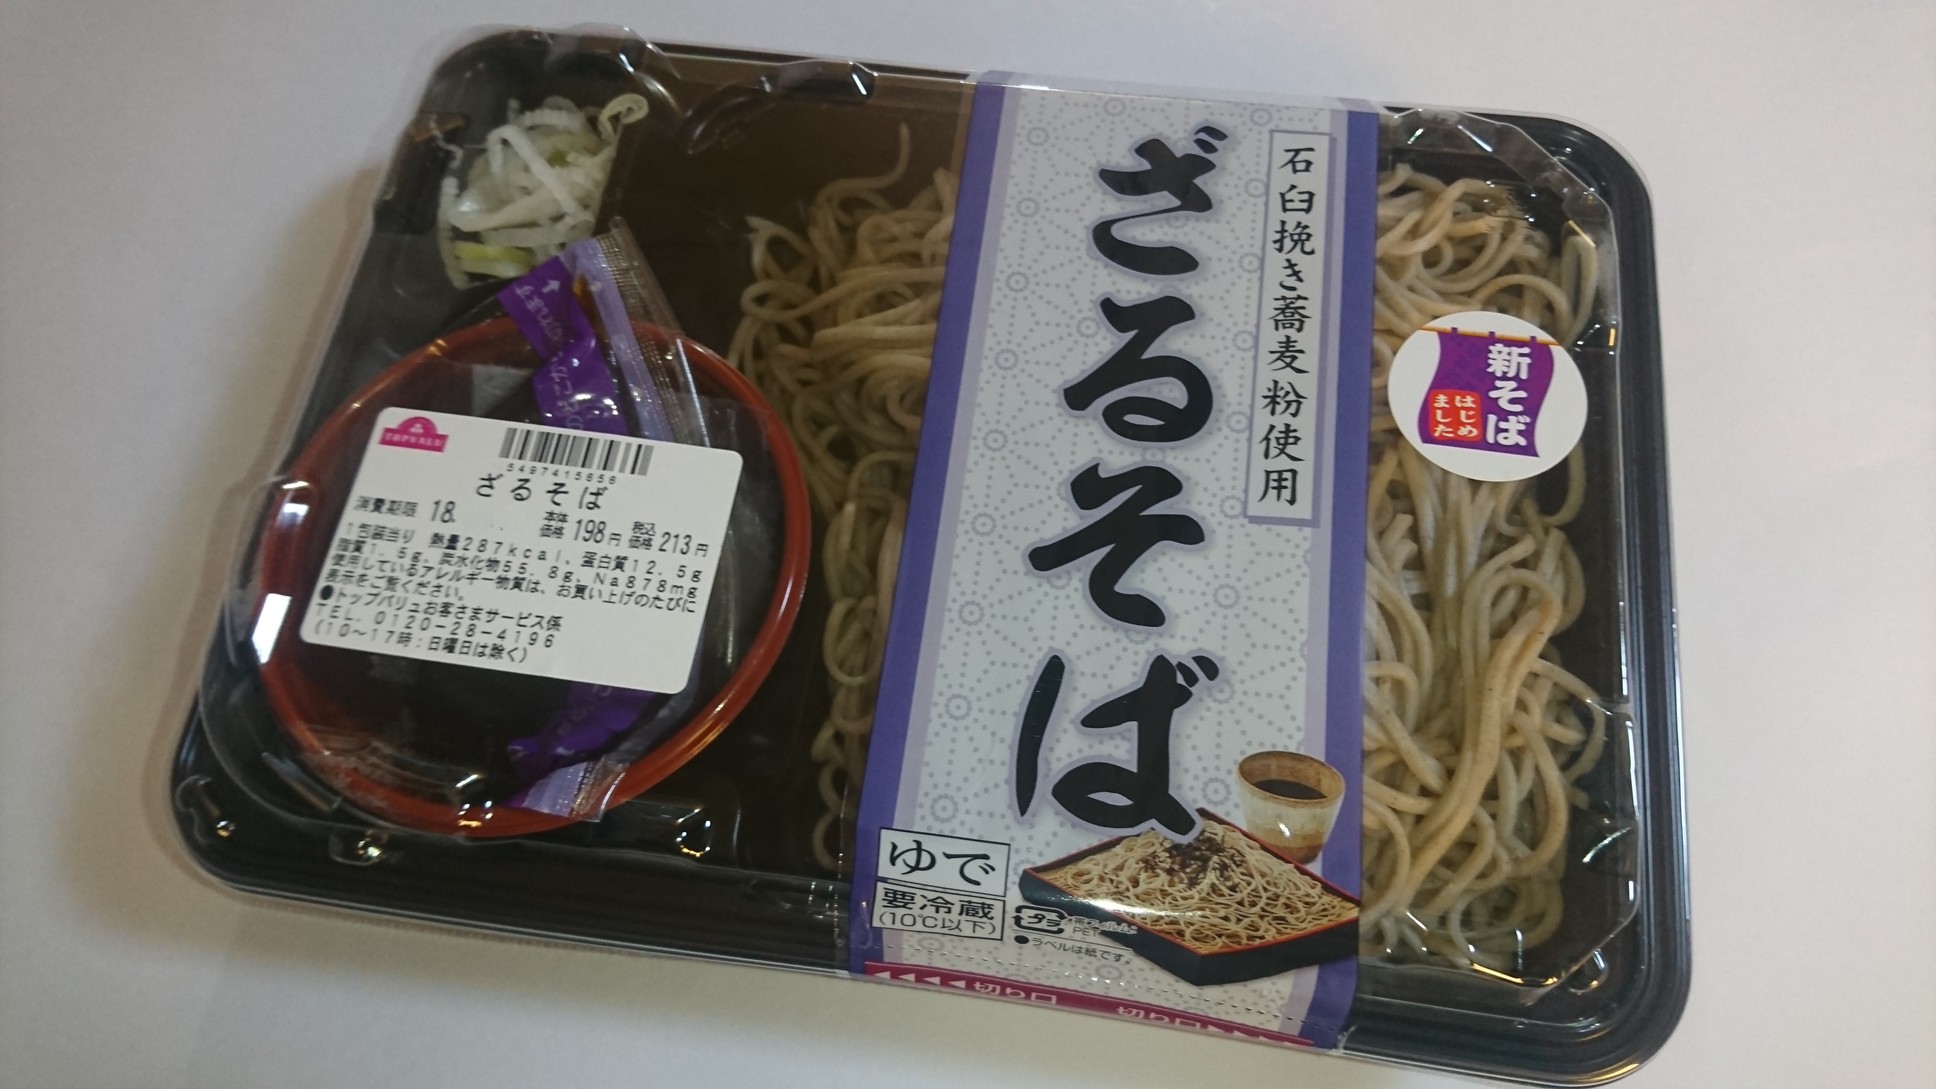 石臼挽き蕎麦粉使用
ざるそば
新そば
はじめ
ました
TOPVALU
5497415656
ざるそば
消費期限 18.
本体価格 198円 税込価格 213円
1包装当り 熱量287kcal、蛋白質12.5g
脂質1.5g、炭水化物55.8g、Na878mg
使用しているアレルギー物質は、お買い上げのたびに
表示をご覧ください。
●トップバリュお客さまサービス係
TEL. 0120-28-4196
(10～17時:日曜日は除く)
ゆで
要冷蔵
(10℃以下)
プラ
PET
●ラベルは紙です。
切り口
切り口